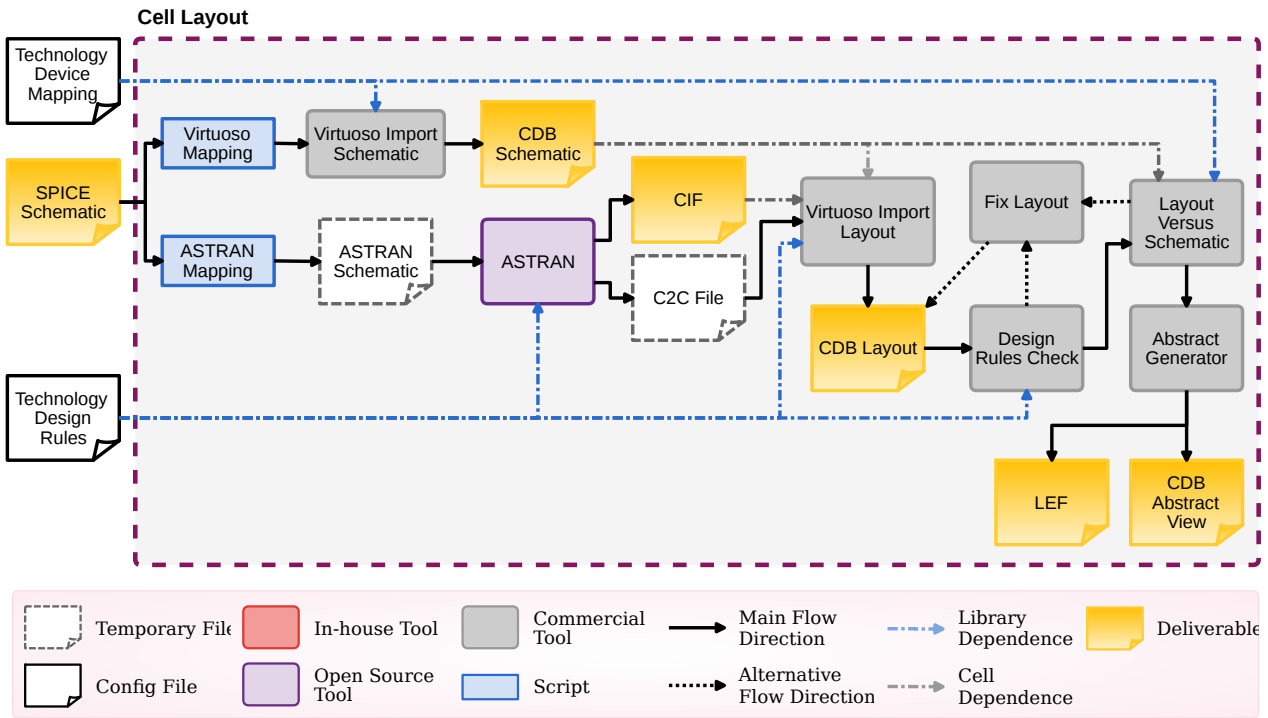 Cell Layout
Technology
Device
Mapping
Virtuoso
Mapping
Virtuoso Import
Schematic
CDB
Schematic
SPICE
Schematic
CIF
Virtuoso Import
Layout
Fix Layout
Layout
Versus
Schematic
ASTRAN
Mapping
ASTRAN
Schematic
ASTRAN
C2C File
CDB Layout
Design
Rules Check
Abstract
Generator
Technology
Design
Rules
LEF
CDB
Abstract
View
Temporary File
In-house Tool
Commercial
Tool
Main Flow
Direction
Library
Dependence
Deliverable
Config File
Open Source
Tool
Script
Alternative
Flow Direction
Cell
Dependence